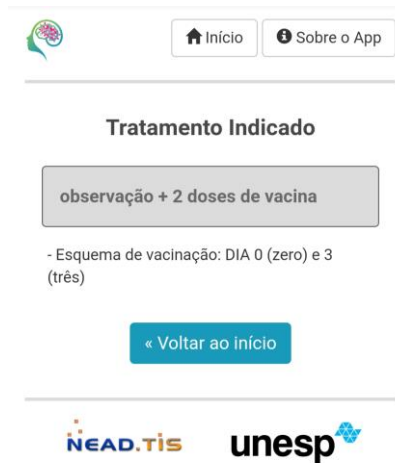 Início
Sobre o App
Tratamento Indicado
observação + 2 doses de vacina
- Esquema de vacinação: DIA 0 (zero) e 3
(três)
« Voltar ao início
NEAD.TIS
unesp